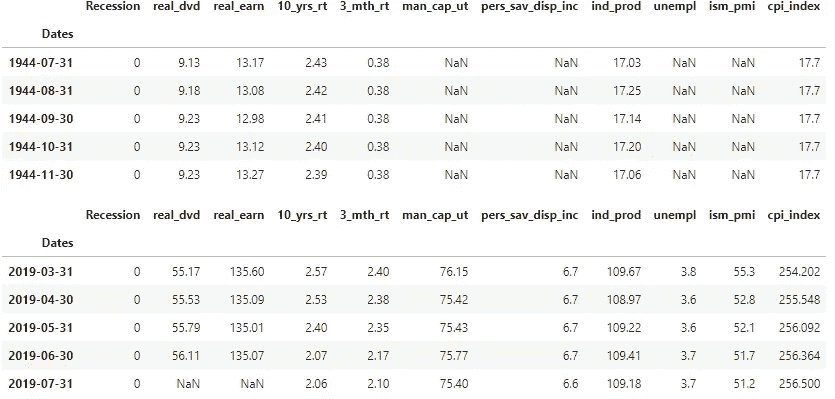 Recession real_dvd real_earn 10_yrs_rt 3_mth_rt man_cap_ut pers_sav_disp_inc ind_prod unempl ism_pmi cpi_index
Dates
1944-07-31 0 9.13 13.17 2.43 0.38 NaN NaN 17.03 NaN NaN 17.7
1944-08-31 0 9.18 13.08 2.42 0.38 NaN NaN 17.25 NaN NaN 17.7
1944-09-30 0 9.23 12.98 2.41 0.38 NaN NaN 17.14 NaN NaN 17.7
1944-10-31 0 9.23 13.12 2.40 0.38 NaN NaN 17.20 NaN NaN 17.7
1944-11-30 0 9.23 13.27 2.39 0.38 NaN NaN 17.06 NaN NaN 17.7
Recession real_dvd real_earn 10_yrs_rt 3_mth_rt man_cap_ut pers_sav_disp_inc ind_prod unempl ism_pmi cpi_index
Dates
2019-03-31 0 55.17 135.60 2.57 2.40 76.15 6.7 109.67 3.8 55.3 254.202
2019-04-30 0 55.53 135.09 2.53 2.38 75.42 6.7 108.97 3.6 52.8 255.548
2019-05-31 0 55.79 135.01 2.40 2.35 75.43 6.7 109.22 3.6 52.1 256.092
2019-06-30 0 56.11 135.07 2.07 2.17 75.77 6.7 109.41 3.7 51.7 256.364
2019-07-31 0 NaN NaN 2.06 2.10 75.40 6.6 109.18 3.7 51.2 256.500